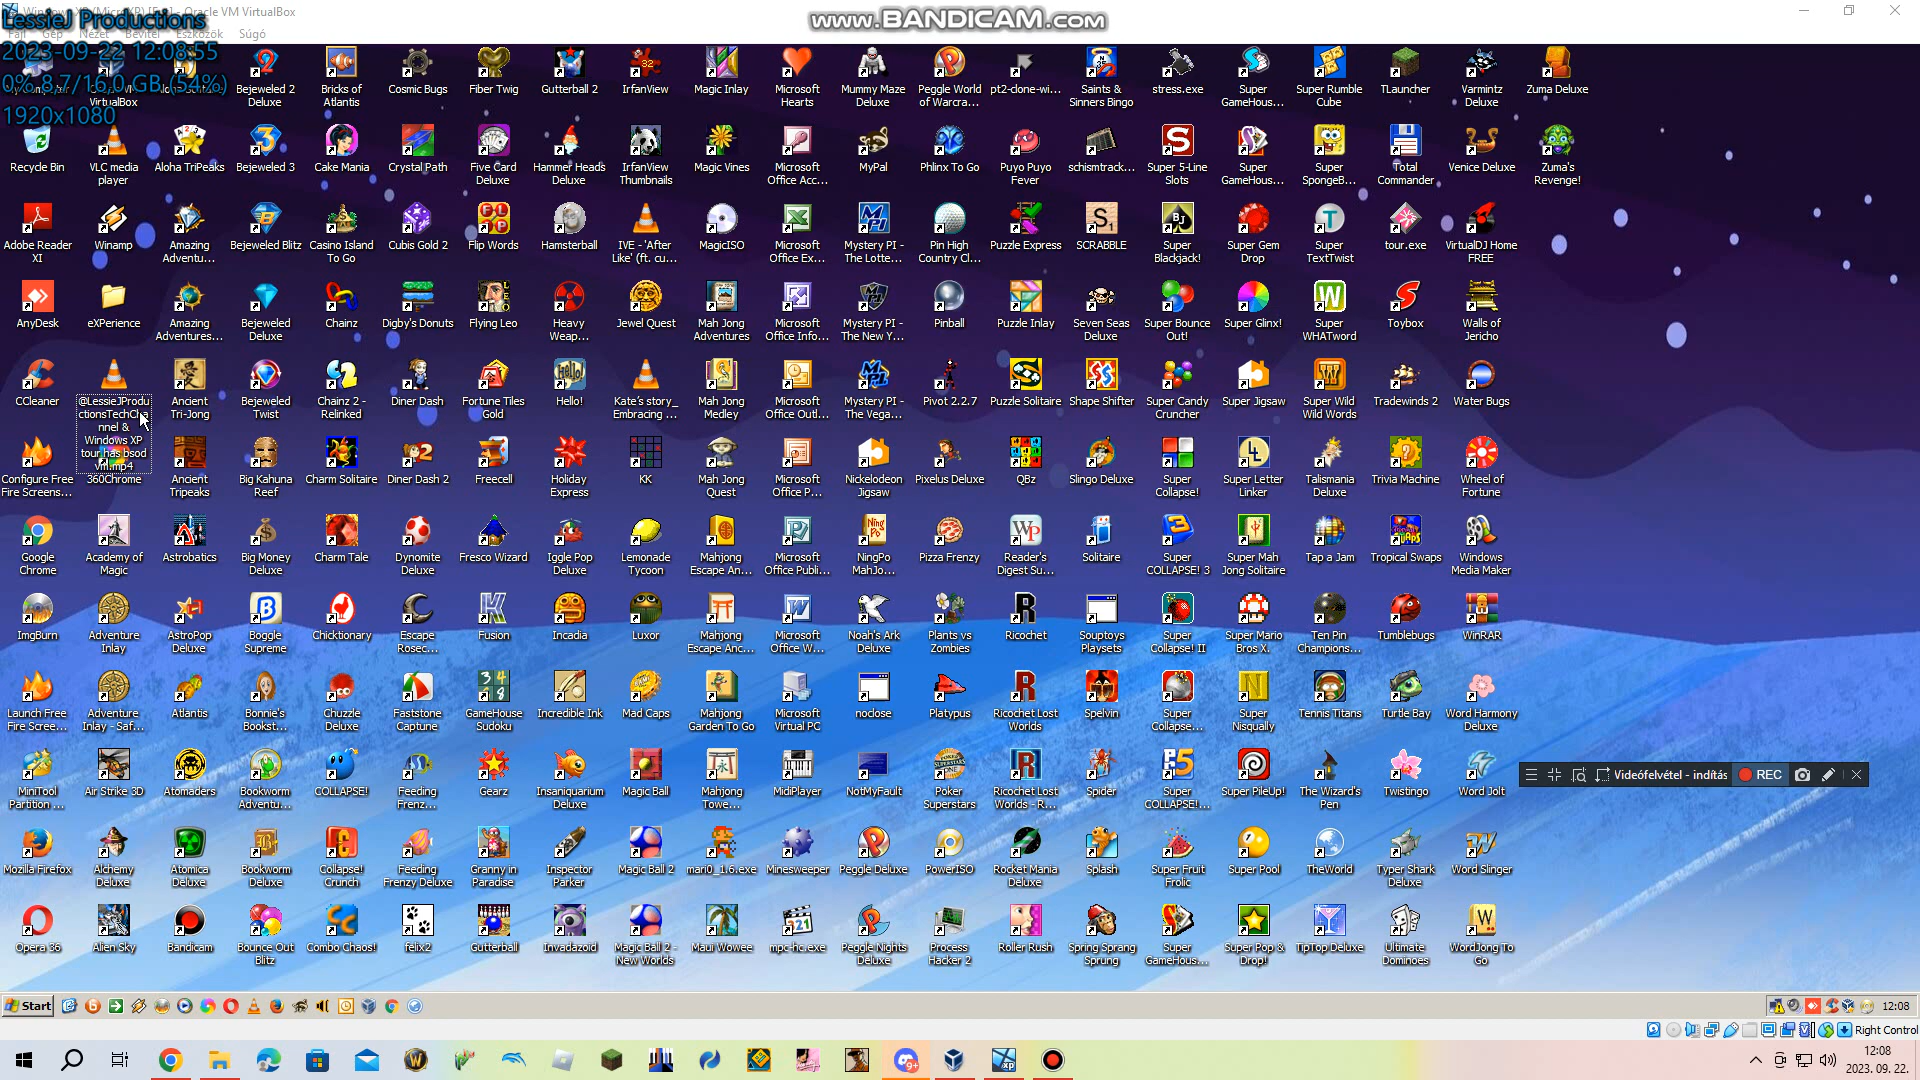 Windows XP (MicroXP) [Fut] - Oracle VM VirtualBox
LessieJ Productions
www.BANDICAM.com
Fájl Gép Nézet Bevitel Eszközök Súgó
2023-09-22 12:08:55
0% 8.7/16.0 GB (54%)
1920x1080
VirtualBox
Bejeweled 2 Deluxe
Bricks of Atlantis
Cosmic Bugs
Fiber Twig
Gutterball 2
IrfanView
Magic Inlay
Microsoft Hearts
Mummy Maze Deluxe
Peggle World of Warcra...
pt2-clone-wi...
Saints & Sinners Bingo
stress.exe
Super GameHous...
Super Rumble Cube
TLauncher
Varmintz Deluxe
Zuma Deluxe
Recycle Bin
VLC media player
Aloha TriPeaks
Bejeweled 3
Cake Mania
Crystal Path
Five Card Deluxe
Hammer Heads Deluxe
IrfanView Thumbnails
Magic Vines
Microsoft Office Acc...
MyPal
Phlinx To Go
Puyo Puyo Fever
schismtrack...
Super 5-Line Slots
Super GameHous...
Super SpongeB...
Total Commander
Venice Deluxe
Zuma's Revenge!
Adobe Reader XI
Winamp
Amazing Adventu...
Bejeweled Blitz
Casino Island To Go
Cubis Gold 2
Flip Words
Hamsterball
IVE - 'After Like' (ft. cu...
MagicISO
Microsoft Office Ex...
Mystery PI - The Lotte...
Pin High Country Cl...
Puzzle Express
SCRABBLE
Super Blackjack!
Super Gem Drop
Super TextTwist
tour.exe
VirtualDJ Home FREE
AnyDesk
eXPerience
Amazing Adventures...
Bejeweled Deluxe
Chainz
Digby's Donuts
Flying Leo
Heavy Weap...
Jewel Quest
Mah Jong Adventures
Microsoft Office Info...
Mystery PI - The New Y...
Pinball
Puzzle Inlay
Seven Seas Deluxe
Super Bounce Out!
Super Glinx!
Super WHATword
Toybox
Walls of Jericho
CCleaner
@LessieJProductionsTechChannel & Windows XP tour has bsod vm.mp4
Ancient Tri-Jong
Bejeweled Twist
Chainz 2 - Relinked
Diner Dash
Fortune Tiles Gold
Hello!
Kate's story_ Embracing ...
Mah Jong Medley
Microsoft Office Outl...
Mystery PI - The Vega...
Pivot 2.2.7
Puzzle Solitaire
Shape Shifter
Super Candy Cruncher
Super Jigsaw
Super Wild Wild Words
Tradewinds 2
Water Bugs
Configure Free Fire Screens...
360Chrome
Ancient Tripeaks
Big Kahuna Reef
Charm Solitaire
Diner Dash 2
Freecell
Holiday Express
KK
Mah Jong Quest
Microsoft Office P...
Nickelodeon Jigsaw
Pixelus Deluxe
QBz
Slingo Deluxe
Super Collapse!
Super Letter Linker
Talismania Deluxe
Trivia Machine
Wheel of Fortune
Google Chrome
Academy of Magic
Astrobatics
Big Money Deluxe
Charm Tale
Dynomite Deluxe
Fresco Wizard
Iggle Pop Deluxe
Lemonade Tycoon
Mahjong Escape An...
Microsoft Office Publi...
NingPo MahJo...
Pizza Frenzy
Reader's Digest Su...
Solitaire
Super COLLAPSE! 3
Super Mah Jong Solitaire
Tap a Jam
Tropical Swaps
Windows Media Maker
ImgBurn
Adventure Inlay
AstroPop Deluxe
Boggle Supreme
Chicktionary
Escape Rosec...
Fusion
Incadia
Luxor
Mahjong Escape Anc...
Microsoft Office W...
Noah's Ark Deluxe
Plants vs Zombies
Ricochet
Souptoys Playsets
Super Collapse! II
Super Mario Bros X.
Ten Pin Champions...
Tumblebugs
WinRAR
Launch Free Fire Scree...
Adventure Inlay - Saf...
Atlantis
Bonnie's Bookst...
Chuzzle Deluxe
Faststone Capture
GameHouse Sudoku
Incredible Ink
Mad Caps
Mahjong Garden To Go
Microsoft Virtual PC
noclose
Platypus
Ricochet Lost Worlds
Spelvin
Super Collapse...
Super Nisqually
Tennis Titans
Turtle Bay
Word Harmony Deluxe
MiniTool Partition ...
Air Strike 3D
Atomaders
Bookworm Adventu...
COLLAPSE!
Feeding Frenz...
Gearz
Insaniquarium Deluxe
Magic Ball
Mahjong Towe...
MidiPlayer
NotMyFault
Poker Superstars
Ricochet Lost Worlds - R...
Spider
Super COLLAPSE!...
Super PileUp!
The Wizard's Pen
Twistingo
Word Jolt
Videófelvétel - indítás REC
Mozilla Firefox
Alchemy Deluxe
Atomica Deluxe
Bookworm Deluxe
Collapse! Crunch
Feeding Frenzy Deluxe
Granny in Paradise
Inspector Parker
Magic Ball 2
mari0_1.6.exe
Minesweeper
Peggle Deluxe
PowerISO
Rocket Mania Deluxe
Splash
Super Fruit Frolic
Super Pool
TheWorld
Typer Shark Deluxe
Word Slinger
Opera 36
Alien Sky
Bandicam
Bounce Out Blitz
Combo Chaos!
felix2
Gutterball
Invadazoid
Magic Ball 2 - New Worlds
Maui Wowee
mpc-hc.exe
Peggle Nights Deluxe
Process Hacker 2
Roller Rush
Spring Sprang Sprung
Super GameHous...
Super Pop & Drop!
TipTop Deluxe
Ultimate Dominoes
WordJong To Go
Start
12:08
Right Control
12:08
2023. 09. 22.